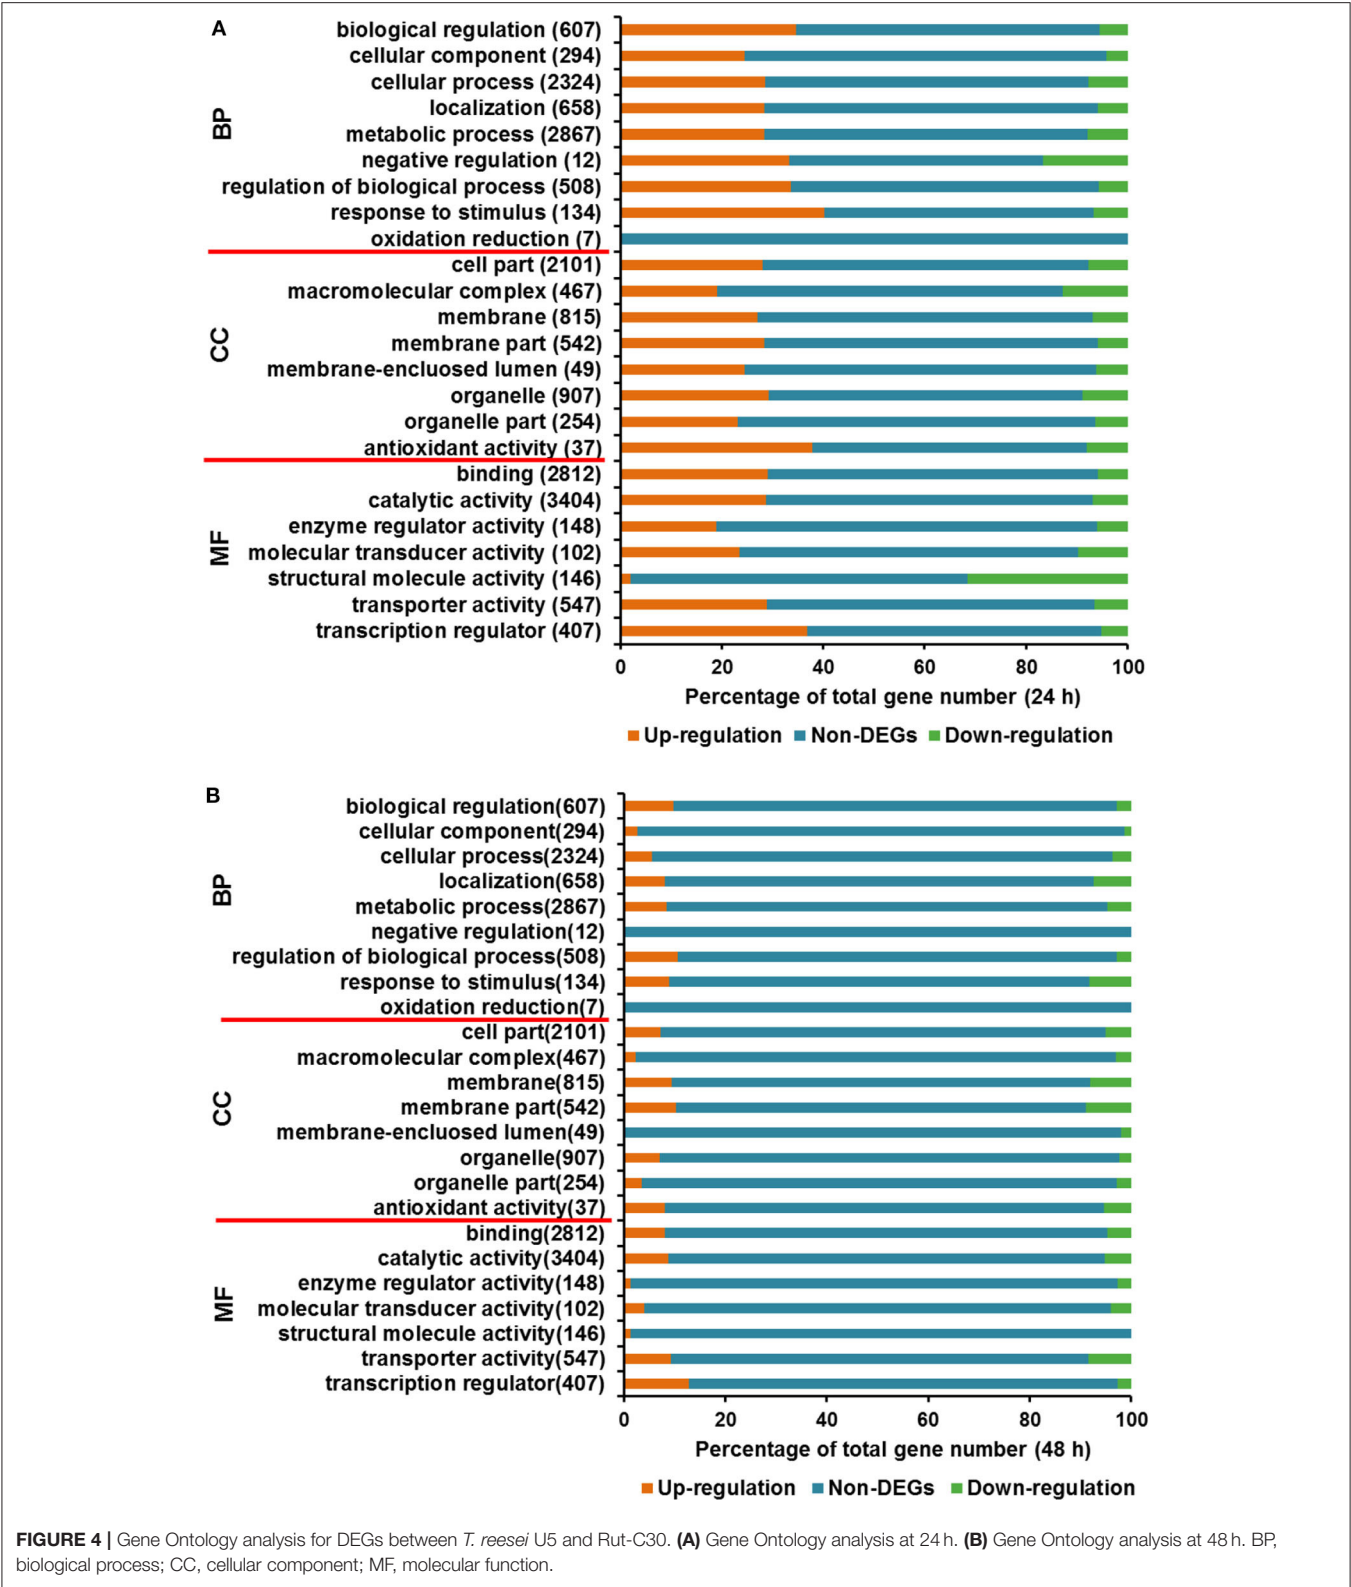 A
biological regulation (607)
cellular component (294)
cellular process (2324)
localization (658)
metabolic process (2867)
negative regulation (12)
regulation of biological process (508)
response to stimulus (134)
oxidation reduction (7)
BP
cell part (2101)
macromolecular complex (467)
membrane (815)
membrane part (542)
membrane-encluosed lumen (49)
organelle (907)
organelle part (254)
antioxidant activity (37)
CC
binding (2812)
catalytic activity (3404)
enzyme regulator activity (148)
molecular transducer activity (102)
structural molecule activity (146)
transporter activity (547)
transcription regulator (407)
MF
0 20 40 60 80 100
Percentage of total gene number (24 h)
Up-regulation Non-DEGs Down-regulation
B
biological regulation(607)
cellular component(294)
cellular process(2324)
localization(658)
metabolic process(2867)
negative regulation(12)
regulation of biological process(508)
response to stimulus(134)
oxidation reduction(7)
BP
cell part(2101)
macromolecular complex(467)
membrane(815)
membrane part(542)
membrane-encluosed lumen(49)
organelle(907)
organelle part(254)
antioxidant activity(37)
CC
binding(2812)
catalytic activity(3404)
enzyme regulator activity(148)
molecular transducer activity(102)
structural molecule activity(146)
transporter activity(547)
transcription regulator(407)
MF
0 20 40 60 80 100
Percentage of total gene number (48 h)
Up-regulation Non-DEGs Down-regulation
FIGURE 4 | Gene Ontology analysis for DEGs between T. reesei U5 and Rut-C30. (A) Gene Ontology analysis at 24 h. (B) Gene Ontology analysis at 48 h. BP,
biological process; CC, cellular component; MF, molecular function.